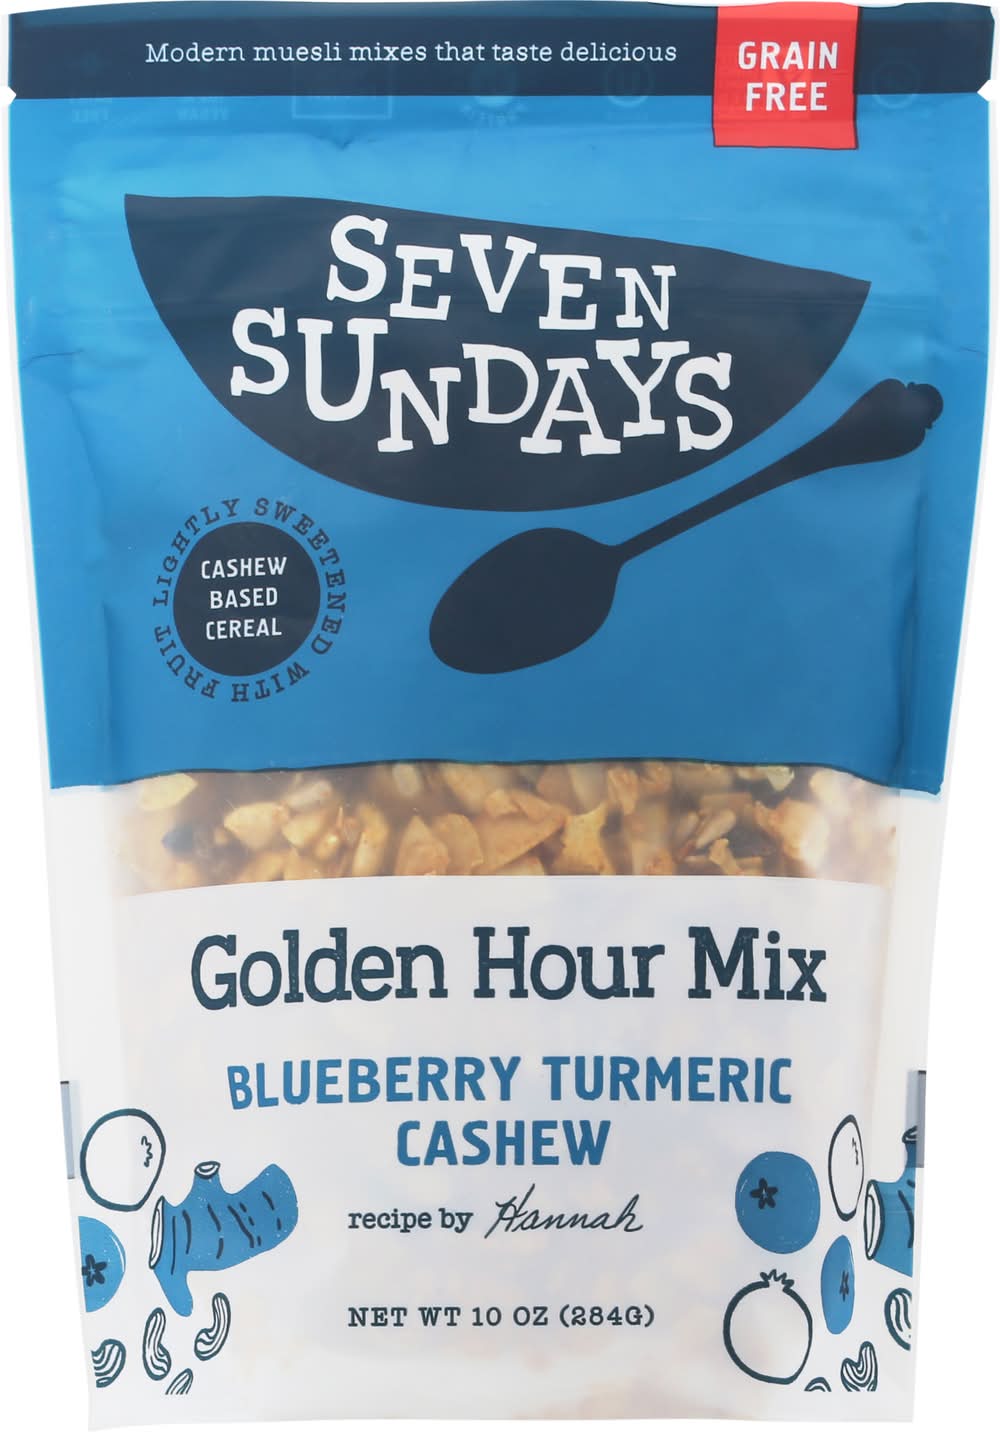 Modern muesli mixes that taste delicious
GRAIN
FREE
SEVEN
SUNDAYS
LIGHTLY SWEETENED WITH FRUIT
CASHEW
BASED
CEREAL
Golden Hour Mix
BLUEBERRY TURMERIC
CASHEW
recipe by Hannah
NET WT 10 OZ (284G)